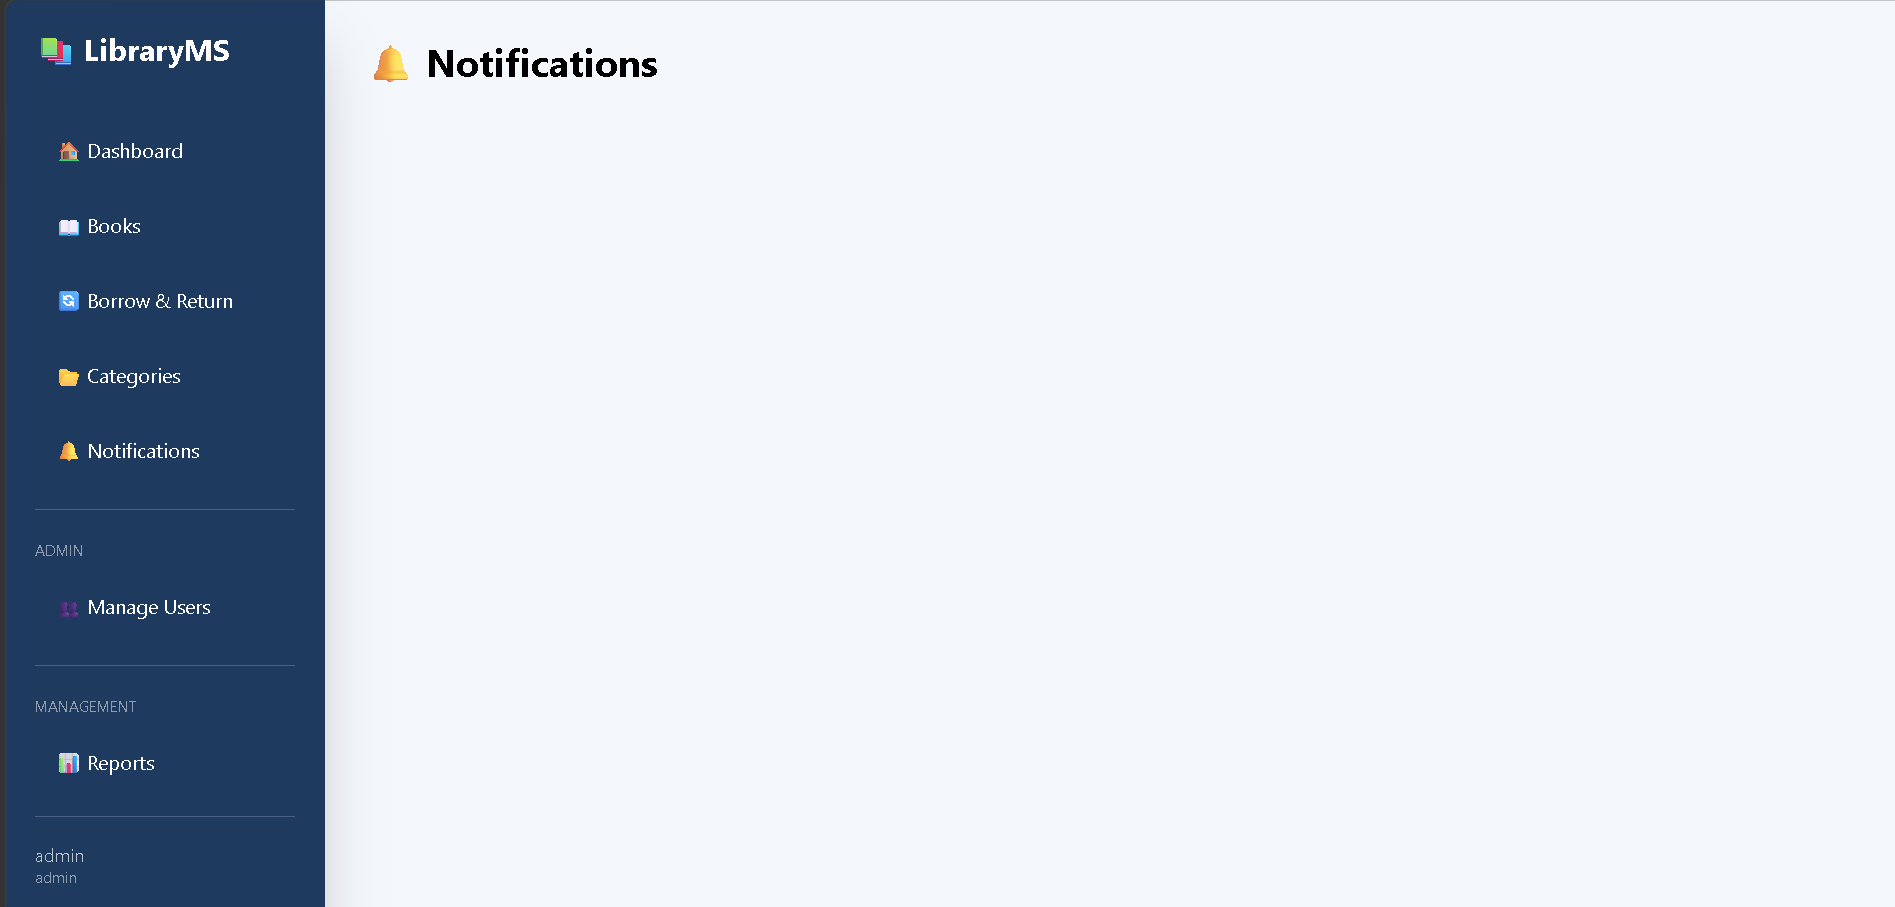 LibraryMS
Dashboard
Books
Borrow & Return
Categories
Notifications
ADMIN
Manage Users
MANAGEMENT
Reports
admin
admin
Notifications